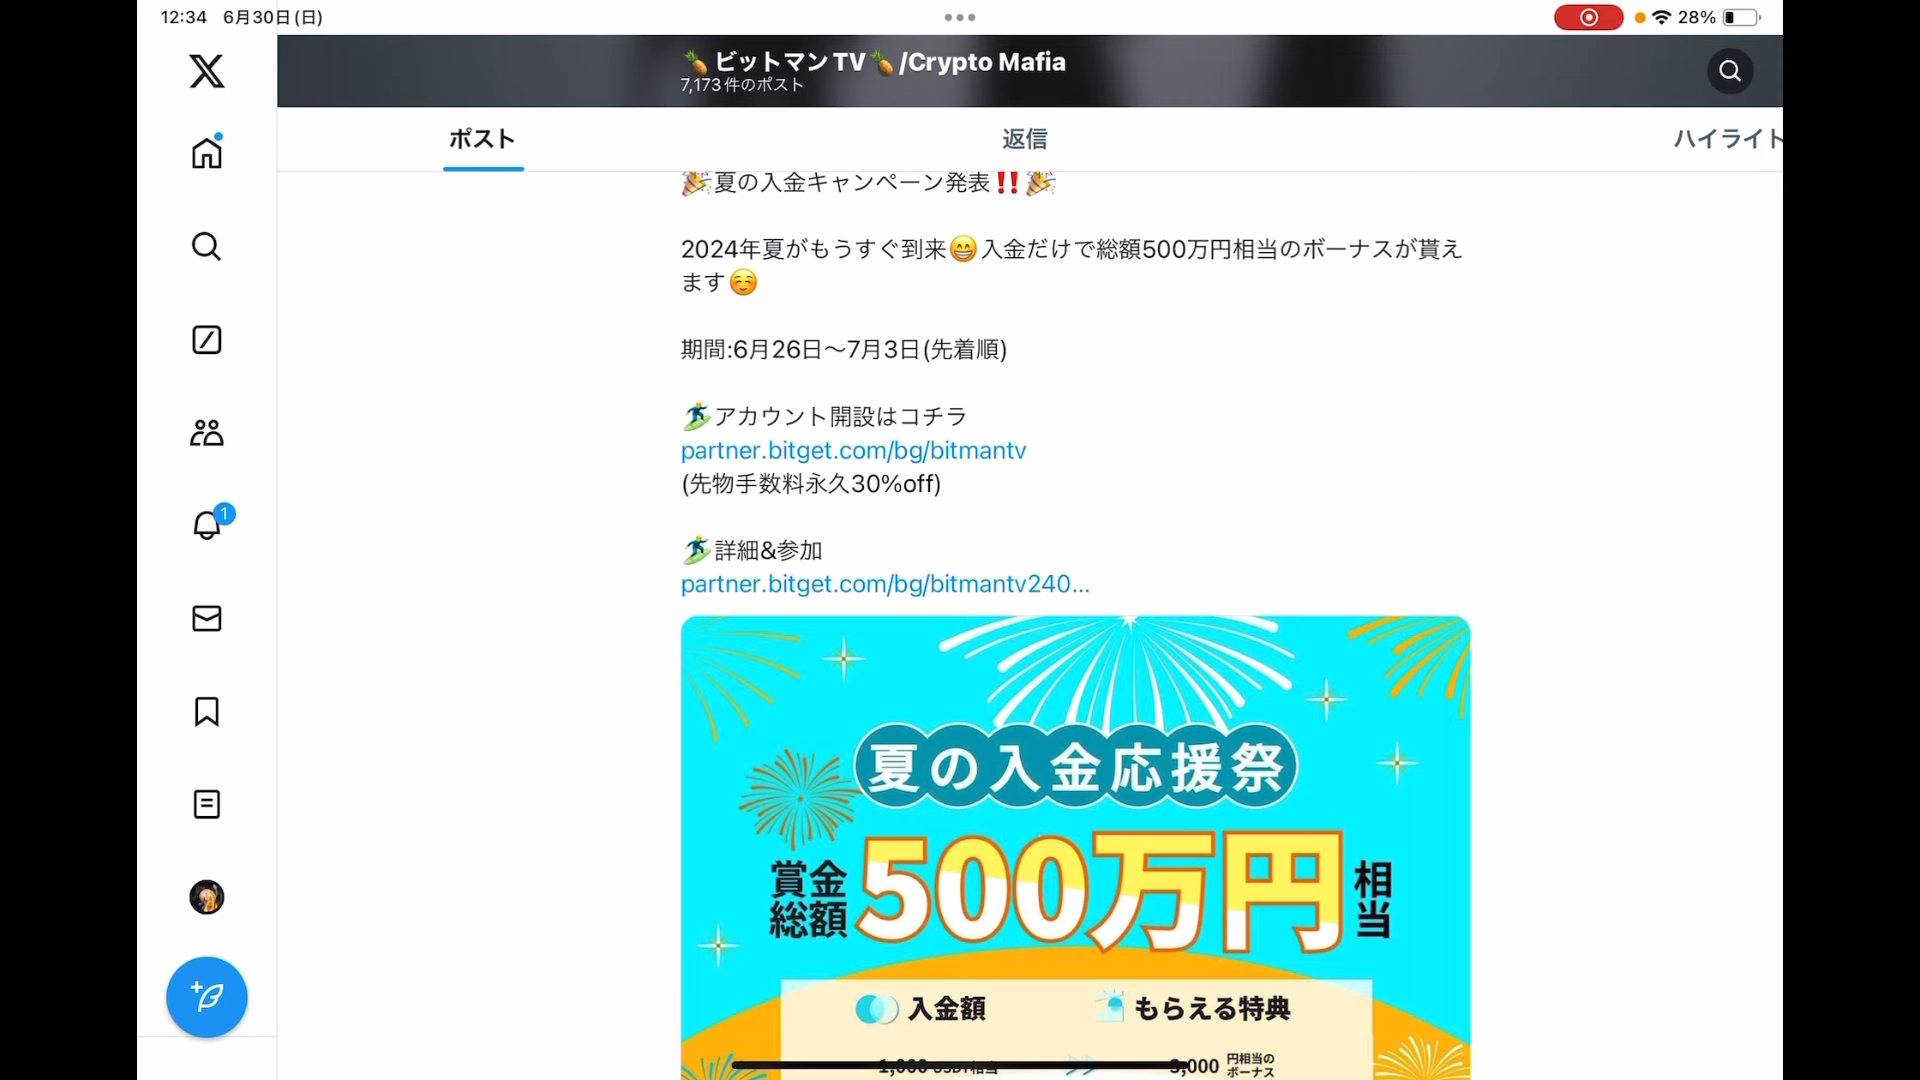 12:34 6月30日(日)
28%
🍍ビットマンTV🍍/Crypto Mafia
7,173 件のポスト
ポスト
返信
ハイライト
🎉夏の入金キャンペーン発表‼️🎉
2024年夏がもうすぐ到来😁入金だけで総額500万円相当のボーナスが貰え
ます☺️
期間:6月26日〜7月3日(先着順)
🏄‍♂️アカウント開設はコチラ
partner.bitget.com/bg/bitmantv
(先物手数料永久30%off)
1
🏄‍♂️詳細&参加
partner.bitget.com/bg/bitmantv240...
夏の入金応援祭
賞金総額 500万円 相当
入金額 もらえる特典
円相当の
ボーナス